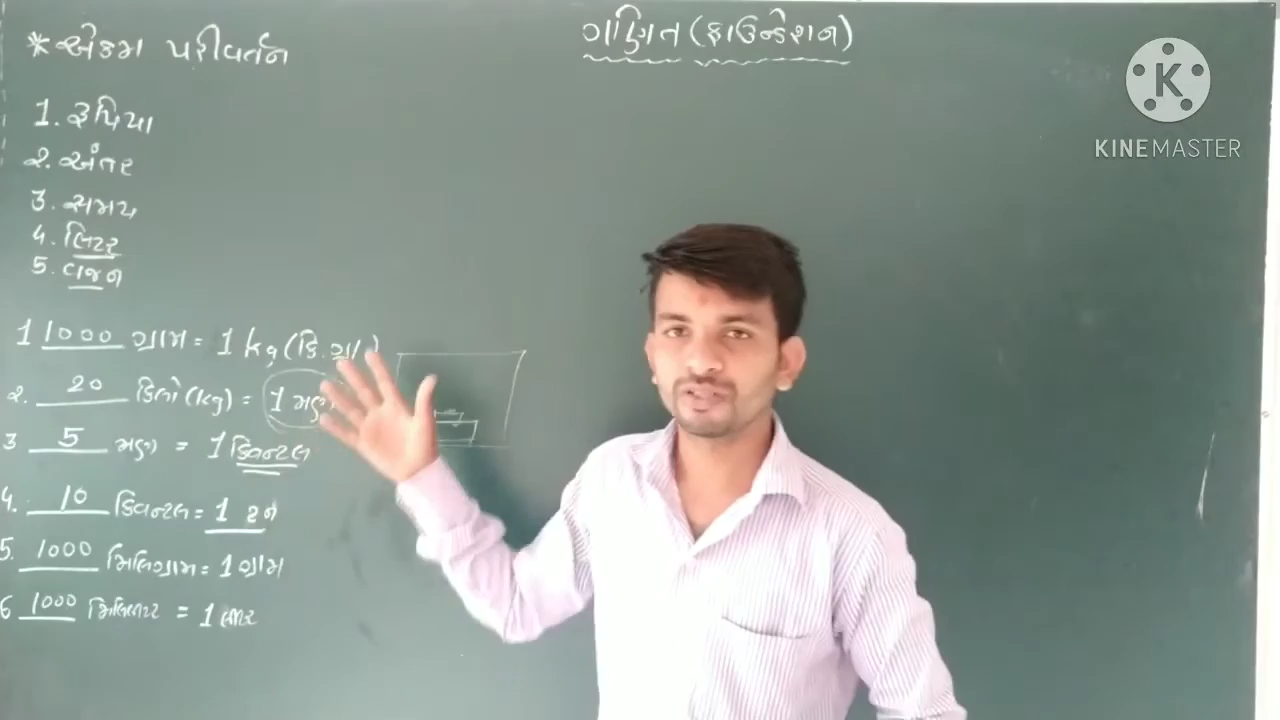 ગણિત (ફાઉન્ડેશન)
* એકમ પરીવર્તન
1. રૂપિયા
2. અંતર
3. સમય
4. લિટર
5. વજન
1 1000 ગ્રામ = 1 kg (કિ.ગ્રા)
2. 20 કિલો (kg) = 1 મણ
3 5 મણ = 1 ક્વિન્ટલ
4. 10 ક્વિન્ટલ = 1 ટન
5. 1000 મિલિગ્રામ = 1 ગ્રામ
6 1000 મિલિલીટર = 1 લીટર
K
KINEMASTER